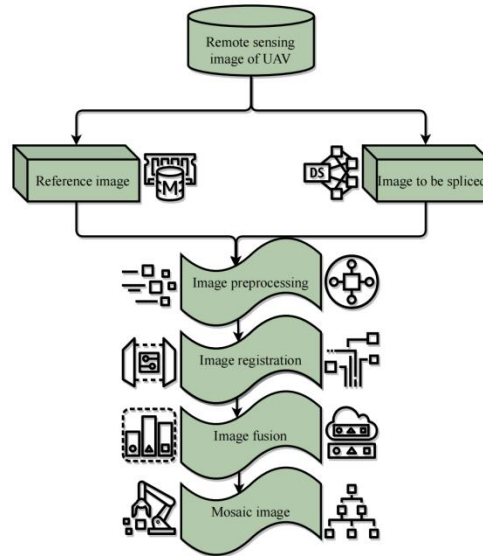 Remote sensing
image of UAV
Reference image
M
DS
Image to be spliced
Image preprocessing
Image registration
Image fusion
Mosaic image